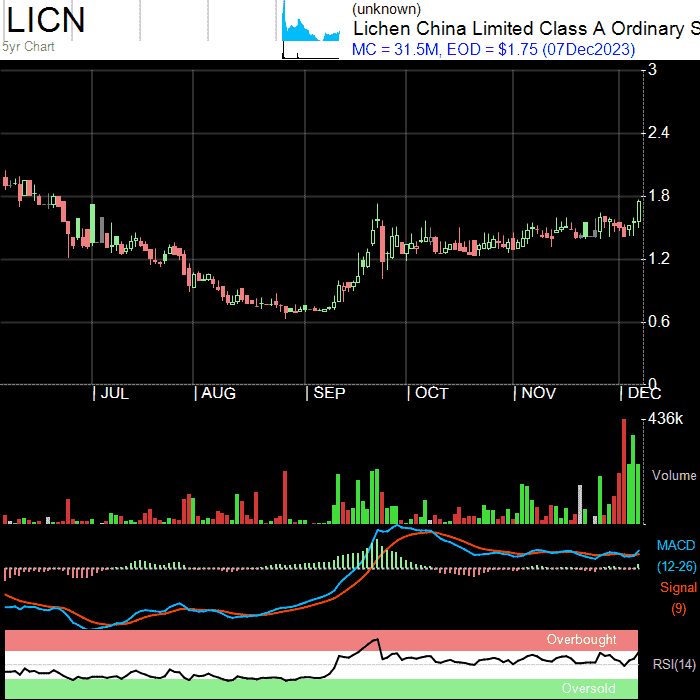 LICN
5yr Chart
(unknown)
Lichen China Limited Class A Ordinary S
MC = 31.5M, EOD = $1.75 (07Dec2023)
3
2.4
1.8
1.2
0.6
0
JUL AUG SEP OCT NOV DEC
436k
Volume
MACD
(12-26)
Signal
(9)
Overbought
RSI(14)
Oversold